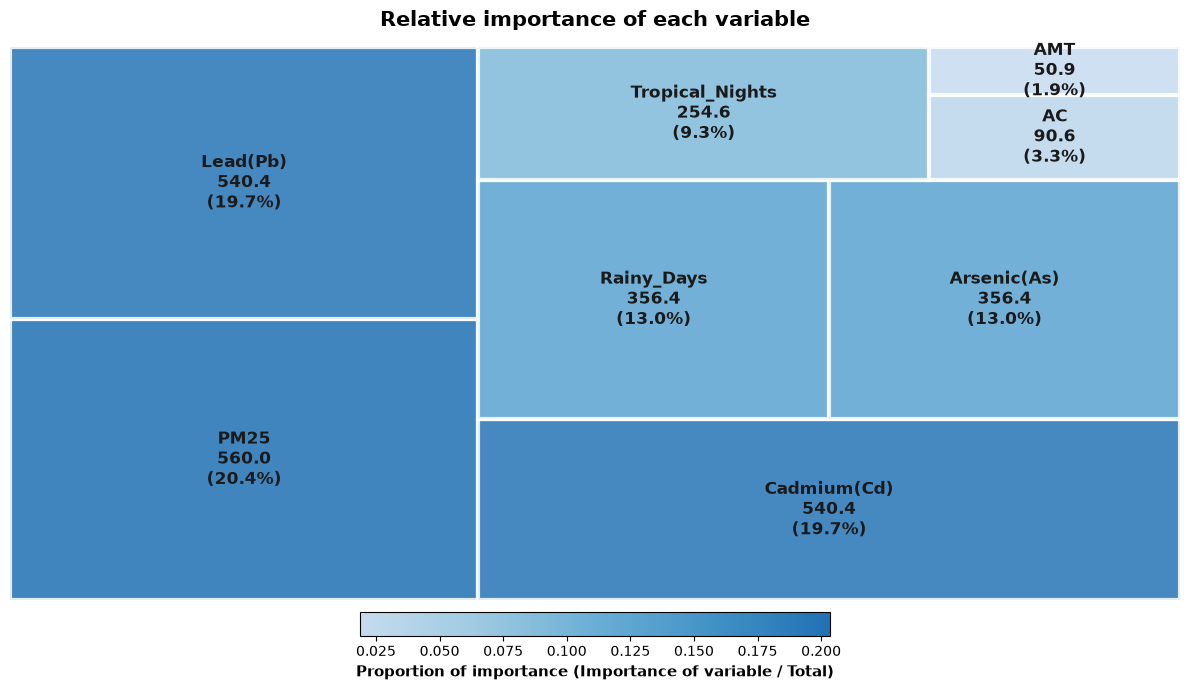 Relative importance of each variable
Lead(Pb)
540.4
(19.7%)
PM25
560.0
(20.4%)
Tropical_Nights
254.6
(9.3%)
AMT
50.9
(1.9%)
AC
90.6
(3.3%)
Rainy_Days
356.4
(13.0%)
Arsenic(As)
356.4
(13.0%)
Cadmium(Cd)
540.4
(19.7%)
0.025 0.050 0.075 0.100 0.125 0.150 0.175 0.200
Proportion of importance (Importance of variable / Total)